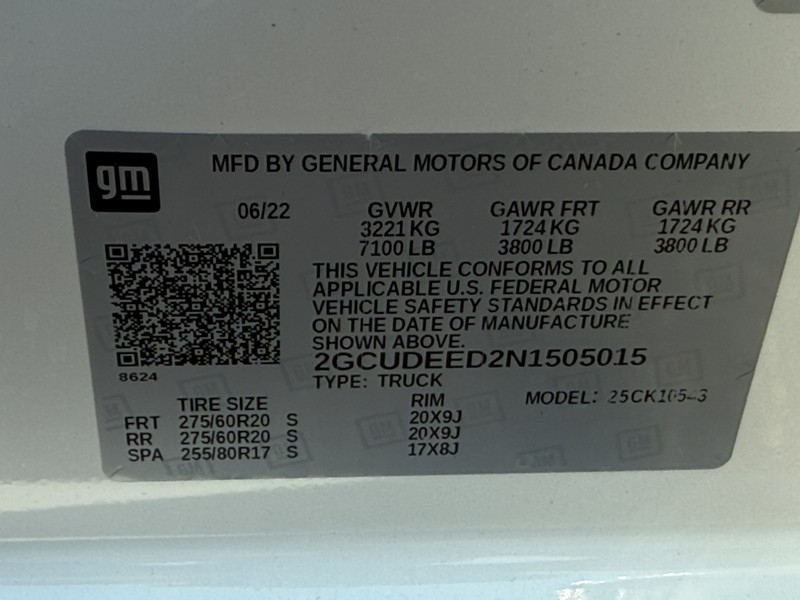 gm
MFD BY GENERAL MOTORS OF CANADA COMPANY
06/22 GVWR GAWR FRT GAWR RR
3221 KG 1724 KG 1724 KG
7100 LB 3800 LB 3800 LB
THIS VEHICLE CONFORMS TO ALL
APPLICABLE U.S. FEDERAL MOTOR
VEHICLE SAFETY STANDARDS IN EFFECT
ON THE DATE OF MANUFACTURE
SHOWN ABOVE.
2GCUDEED2N1505015
8624
TYPE: TRUCK
TIRE SIZE RIM MODEL:
FRT 275/60R20 S 20X9J
RR 275/60R20 S 20X9J
SPA 255/80R17 S 17X8J